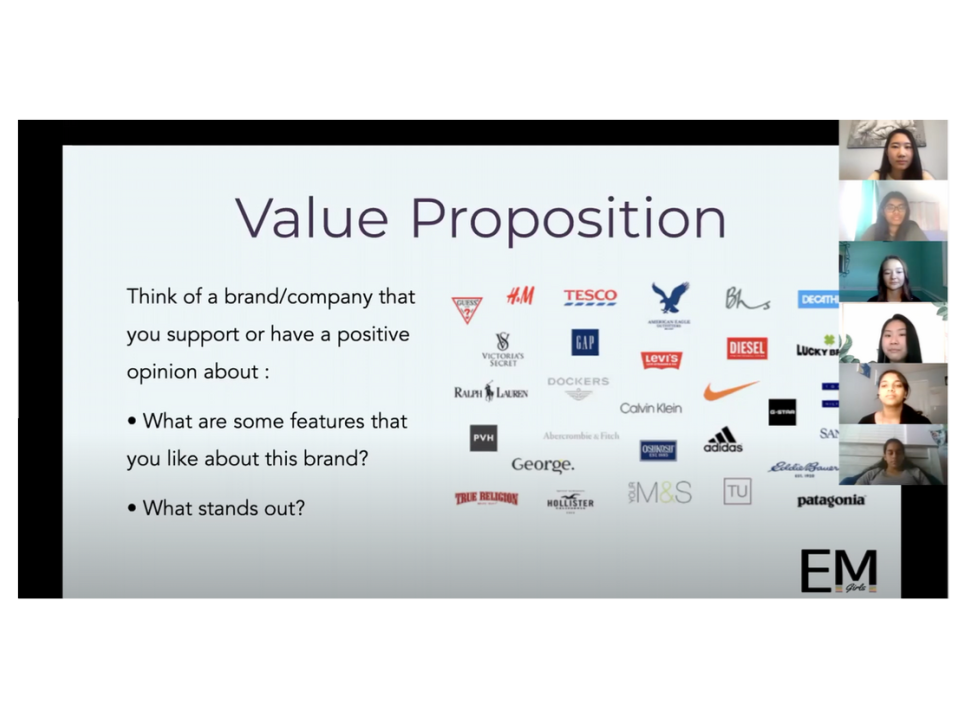 Value Proposition
Think of a brand/company that
you support or have a positive
opinion about :
• What are some features that
you like about this brand?
• What stands out?
GUESS
?
H&M
TESCO
AMERICAN EAGLE
OUTFITTERS
Bhs
DECATH
VICTORIA'S
SECRET
GAP
LEVI'S
DIESEL
LUCKY BR
RALPH LAUREN
DOCKERS
Calvin Klein
G-STAR
PVH
Abercrombie & Fitch
OSHKOSH
adidas
SAN
George.
Eddie Bauer
TRUE RELIGION
HOLLISTER
YOUR M&S
TU
patagonia
EM
Girls